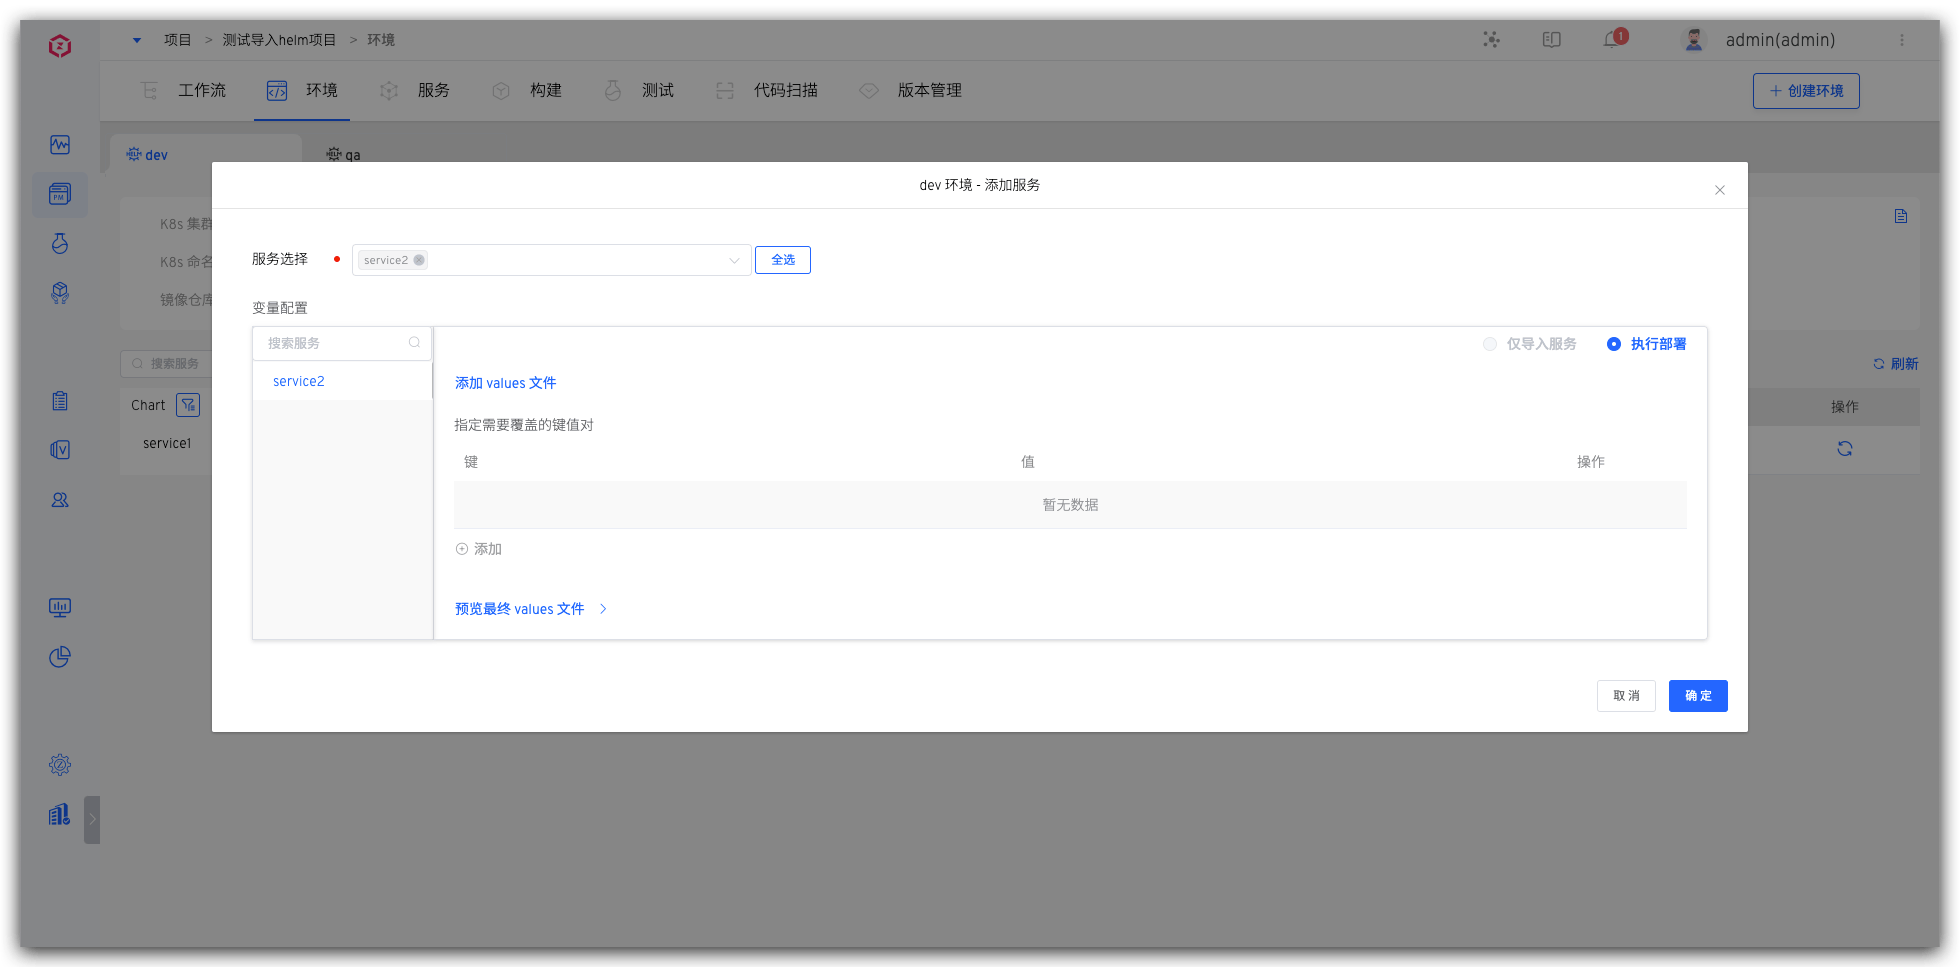 项目 > 测试导入helm项目 > 环境
1
admin(admin)
工作流
环境
服务
构建
测试
代码扫描
版本管理
+ 创建环境
dev
qa
dev 环境 - 添加服务
K8s 集群
K8s 命名
镜像仓库
搜索服务
刷新
Chart
操作
service1
服务选择
service2
全选
变量配置
搜索服务
service2
仅导入服务
执行部署
添加 values 文件
指定需要覆盖的键值对
键
值
操作
暂无数据
添加
预览最终 values 文件 >
取 消
确 定